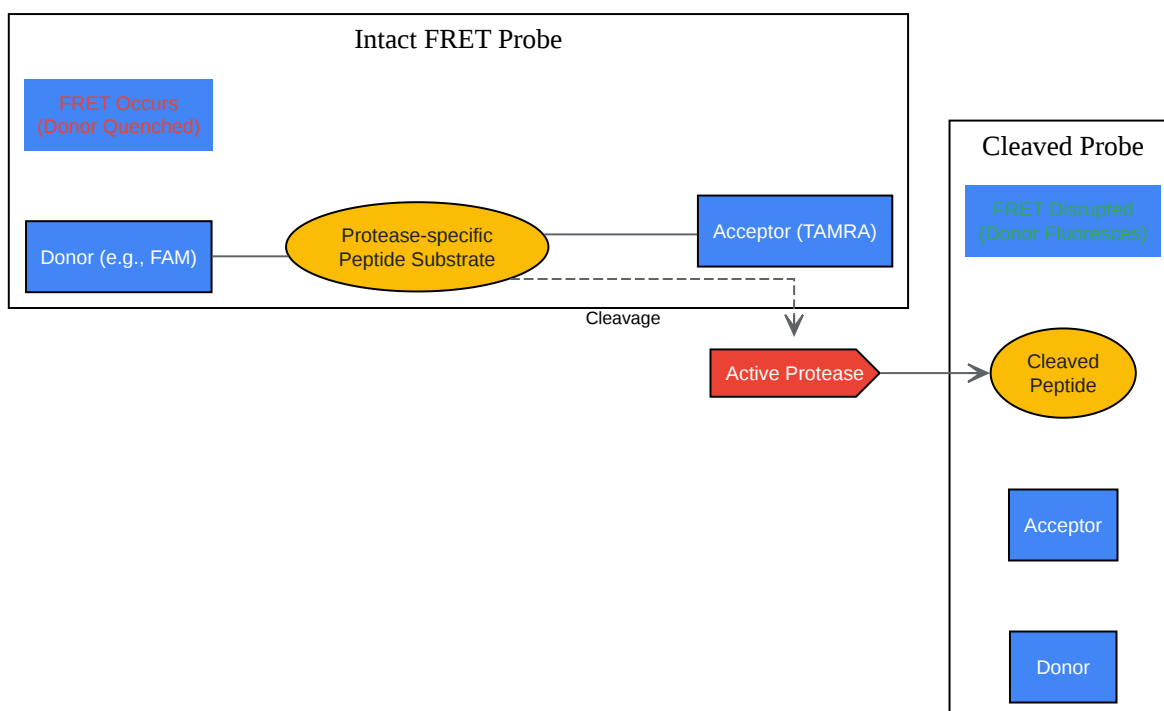 Intact FRET Probe
FRET Occurs
(Donor Quenched)
Donor (e.g., FAM)
Protease-specific
Peptide Substrate
Acceptor (TAMRA)
Cleavage
Active Protease
Cleaved Probe
FRET Disrupted
(Donor Fluoresces)
Cleaved
Peptide
Acceptor
Donor